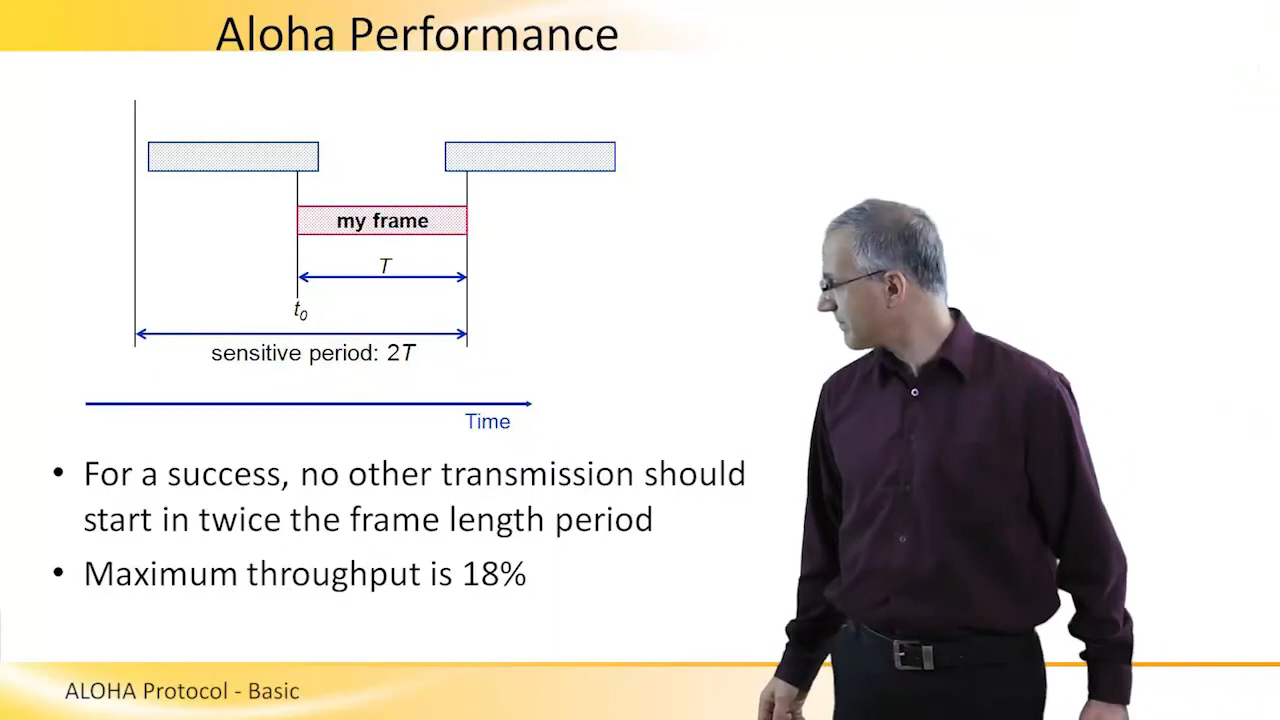 Aloha Performance
my frame
T
t0
sensitive period: 2T
Time
• For a success, no other transmission should
start in twice the frame length period
• Maximum throughput is 18%
ALOHA Protocol - Basic